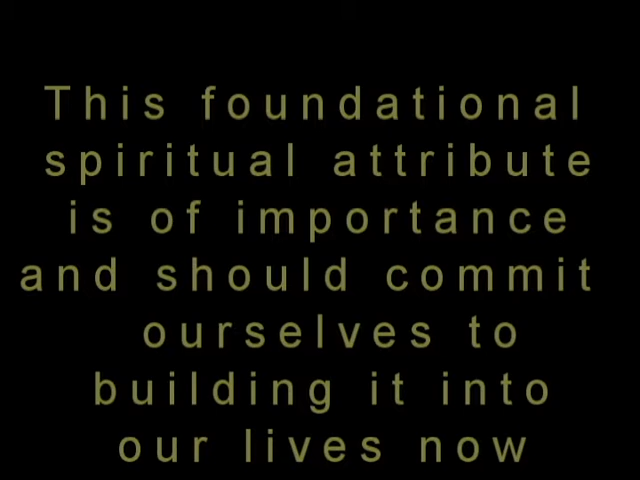 This foundational
spiritual attribute
is of importance
and should commit
ourselves to
building it into
our lives now